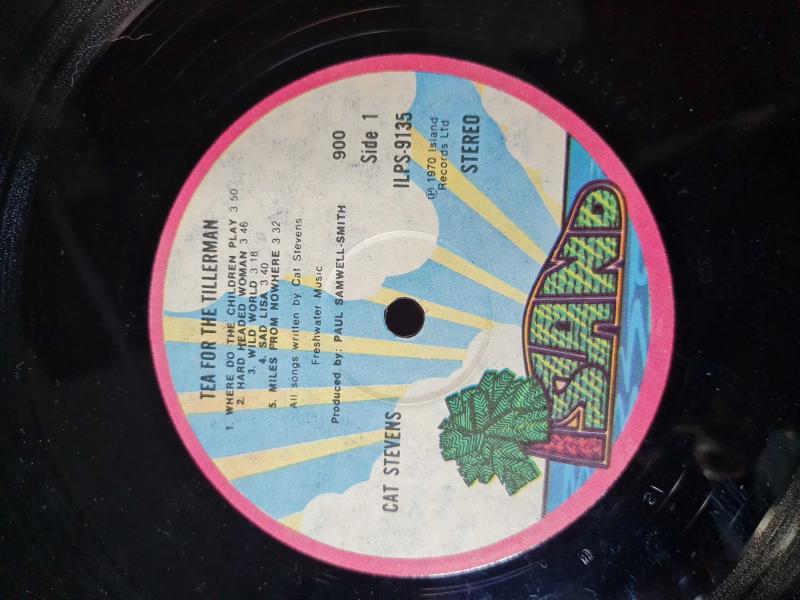 TEA FOR THE TILLERMAN
1. WHERE DO THE CHILDREN PLAY 3 50
2. HARD HEADED WOMAN 3 46
3. WILD WORLD 3 18
4. SAD LISA 3 40
5. MILES FROM NOWHERE 3 32
All songs written by Cat Stevens
Freshwater Music
Produced by: PAUL SAMWELL-SMITH
900
Side 1
CAT STEVENS
ILPS-9135
℗ 1970 Island
Records Ltd
STEREO
ISLAND